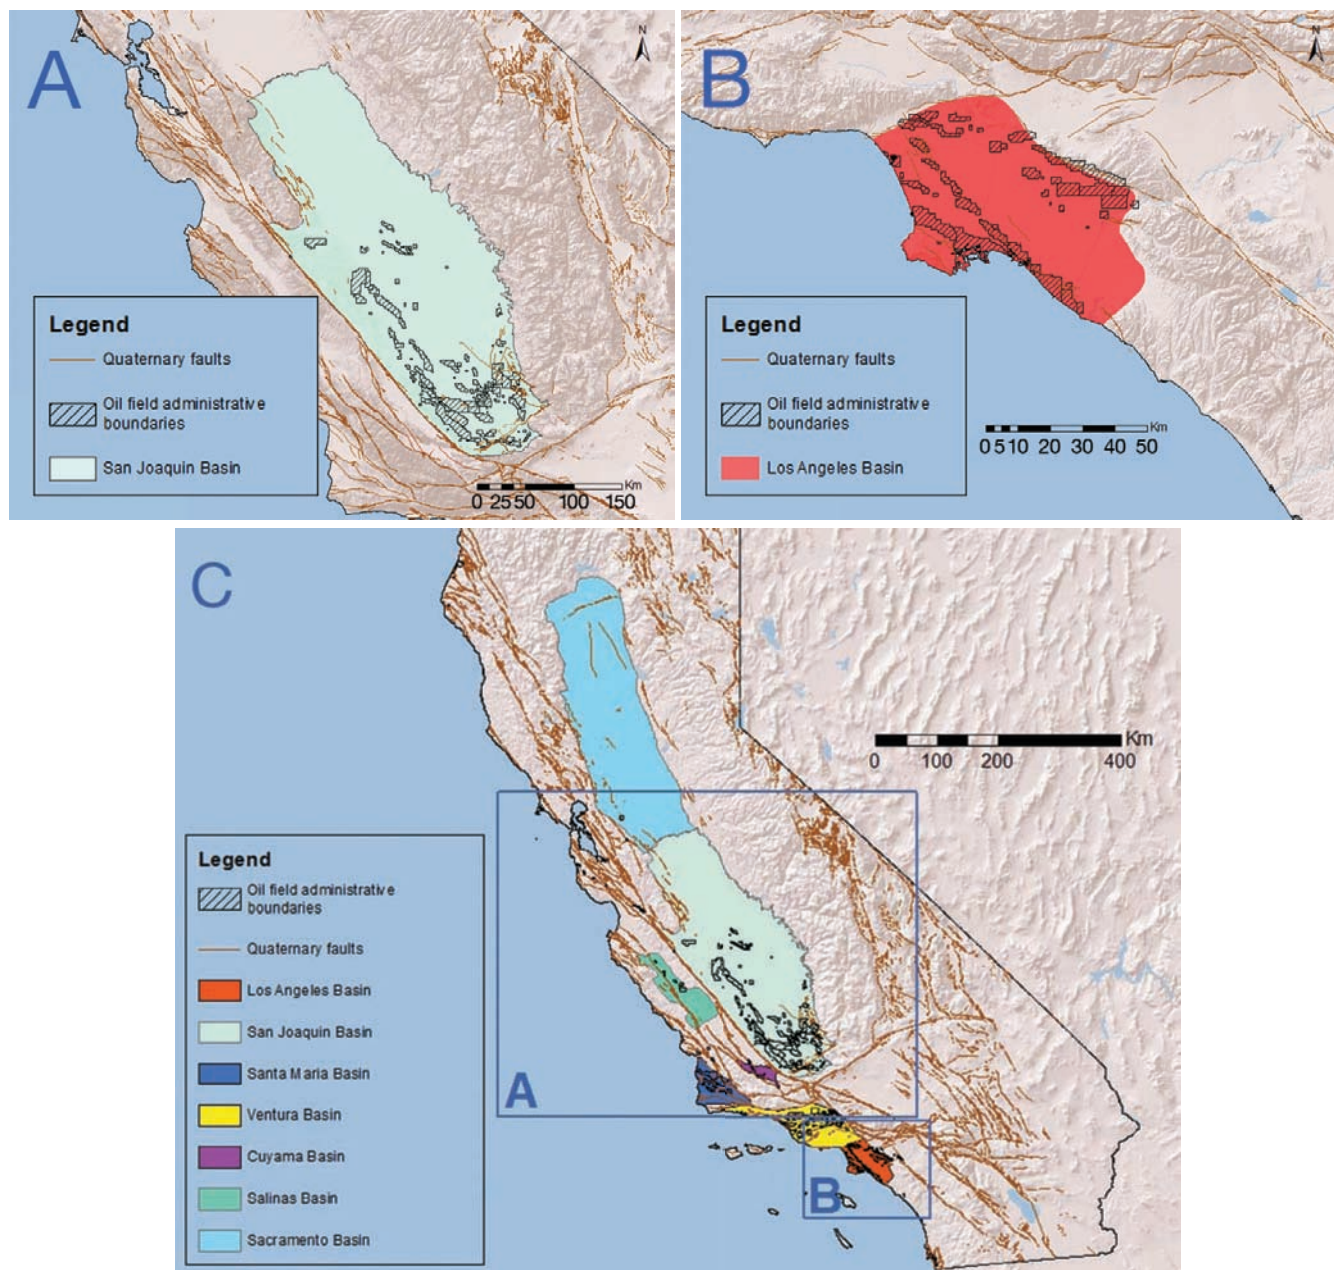 A
N
Legend
Quaternary faults
Oil field administrative
boundaries
San Joaquin Basin
Km
0 25 50 100 150
B
N
Legend
Quaternary faults
Oil field administrative
boundaries
Los Angeles Basin
Km
0 5 10 20 30 40 50
C
Km
0 100 200 400
Legend
Oil field administrative
boundaries
Quaternary faults
Los Angeles Basin
San Joaquin Basin
Santa Maria Basin
Ventura Basin
Cuyama Basin
Salinas Basin
Sacramento Basin
A
B